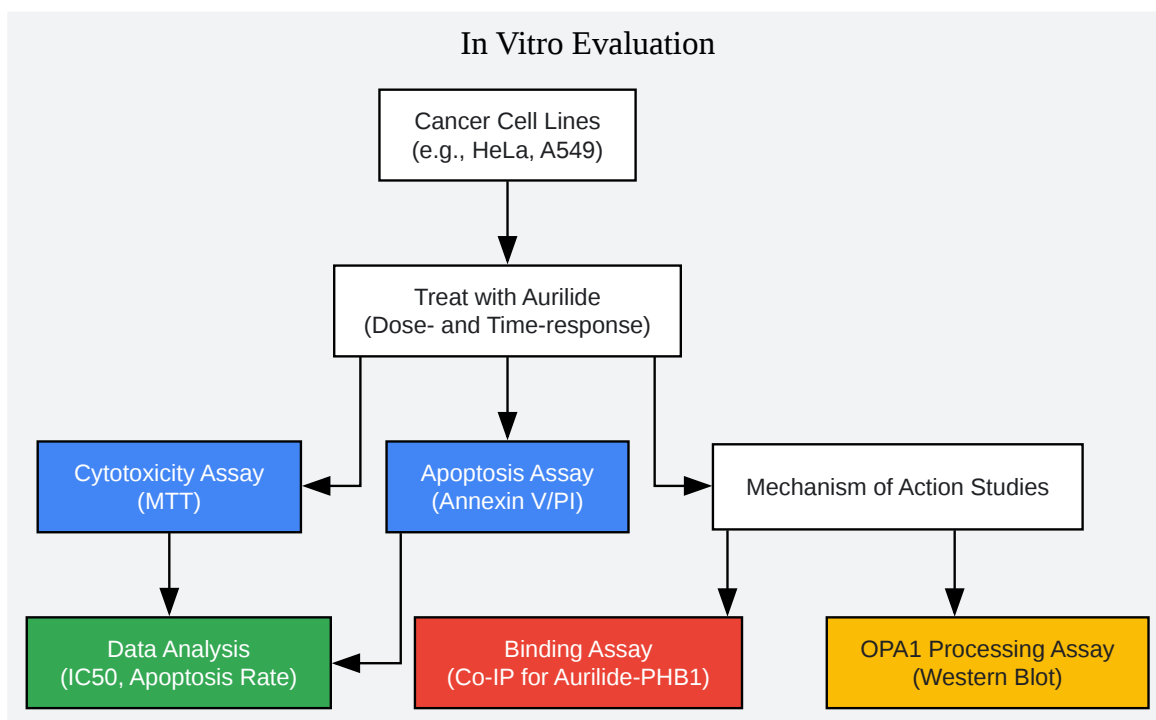 In Vitro Evaluation
Cancer Cell Lines
(e.g., HeLa, A549)
Treat with Aurilide
(Dose- and Time-response)
Cytotoxicity Assay
(MTT)
Apoptosis Assay
(Annexin V/PI)
Mechanism of Action Studies
Data Analysis
(IC50, Apoptosis Rate)
Binding Assay
(Co-IP for Aurilide-PHB1)
OPA1 Processing Assay
(Western Blot)